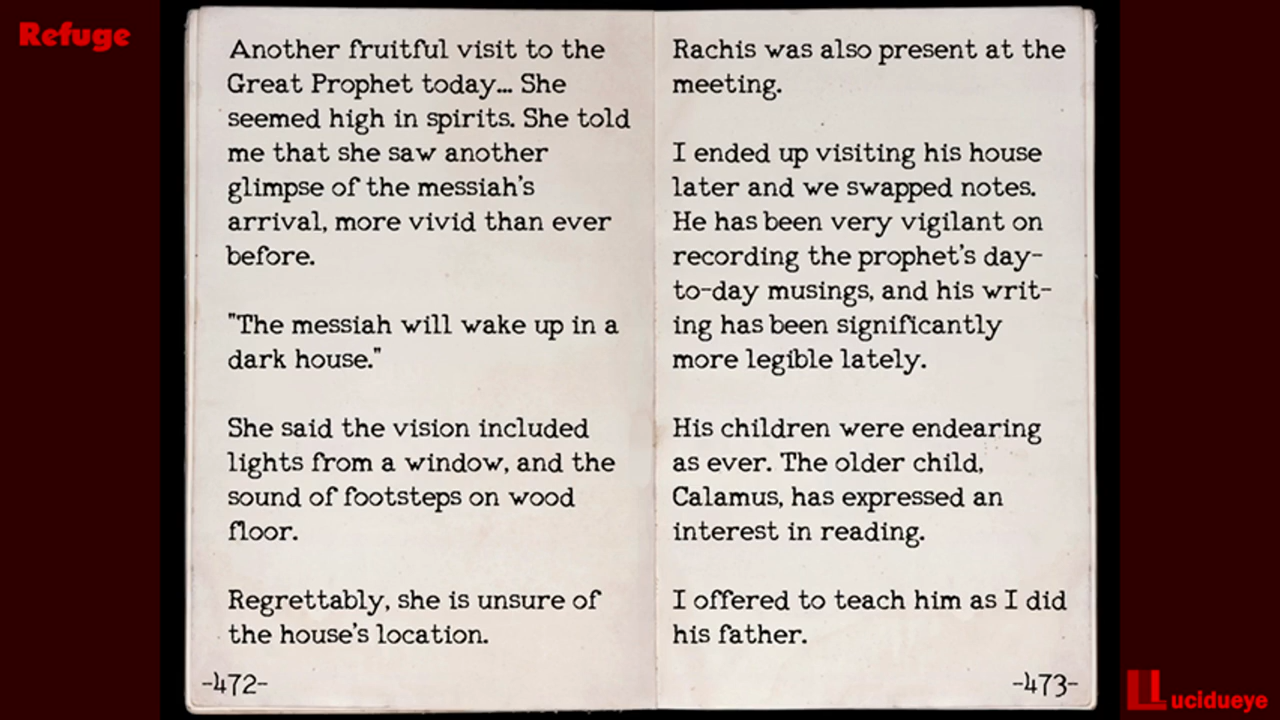 Refuge
Another fruitful visit to the
Great Prophet today... She
seemed high in spirits. She told
me that she saw another
glimpse of the messiah's
arrival, more vivid than ever
before.
"The messiah will wake up in a
dark house."
She said the vision included
lights from a window, and the
sound of footsteps on wood
floor.
Regrettably, she is unsure of
the house's location.
-472-
Rachis was also present at the
meeting.
I ended up visiting his house
later and we swapped notes.
He has been very vigilant on
recording the prophet's day-
to-day musings, and his writ-
ing has been significantly
more legible lately.
His children were endearing
as ever. The older child,
Calamus, has expressed an
interest in reading.
I offered to teach him as I did
his father.
-473-
LLucidueye